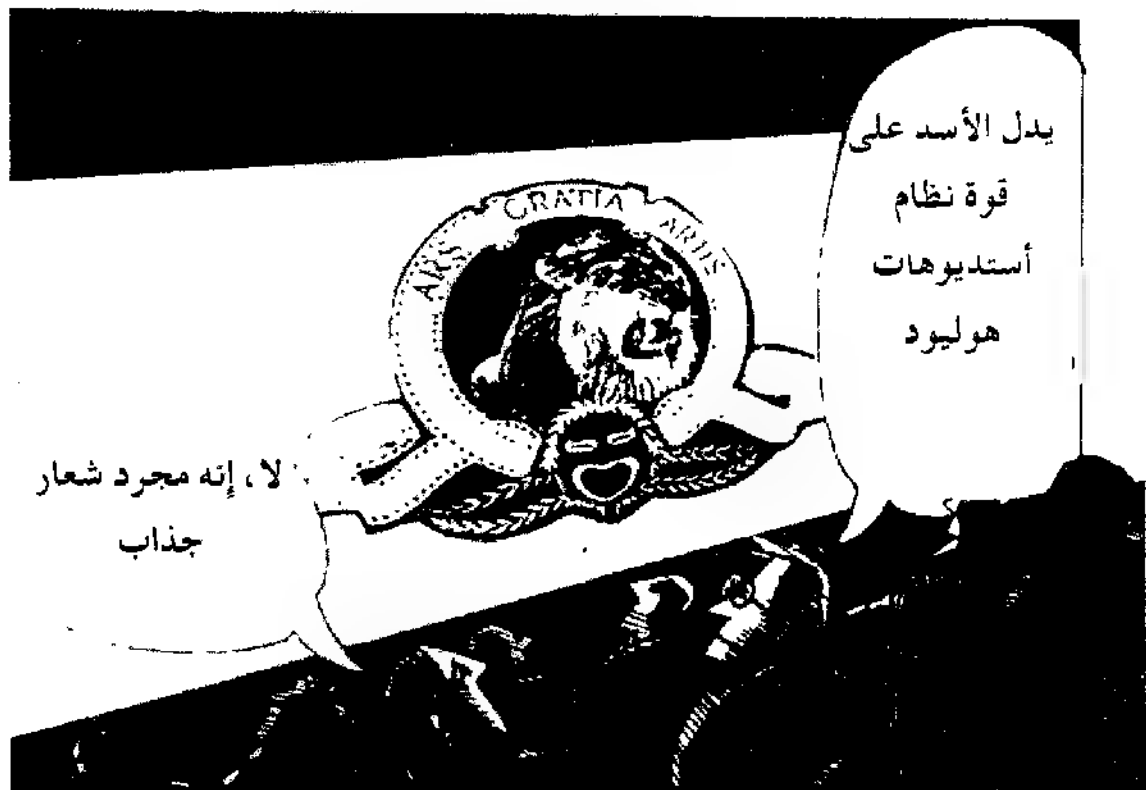 يدل الأسد على
قوة نظام
أستديوهات
هوليود
ARS GRATIA ARTIS
لا، إنه مجرد شعار
جذاب